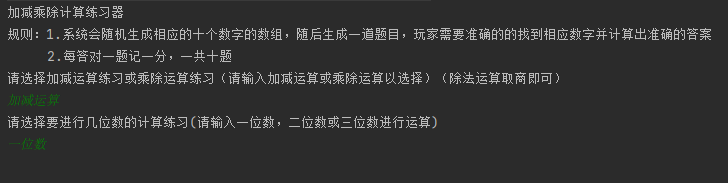 加减乘除计算练习器
规则：1.系统会随机生成相应的十个数字的数组，随后生成一道题目，玩家需要准确的的找到相应数字并计算出准确的答案
2.每答对一题记一分，一共十题
请选择加减运算练习或乘除运算练习（请输入加减运算或乘除运算以选择）（除法运算取商即可）
加减运算
请选择要进行几位数的计算练习(请输入一位数，二位数或三位数进行运算)
一位数